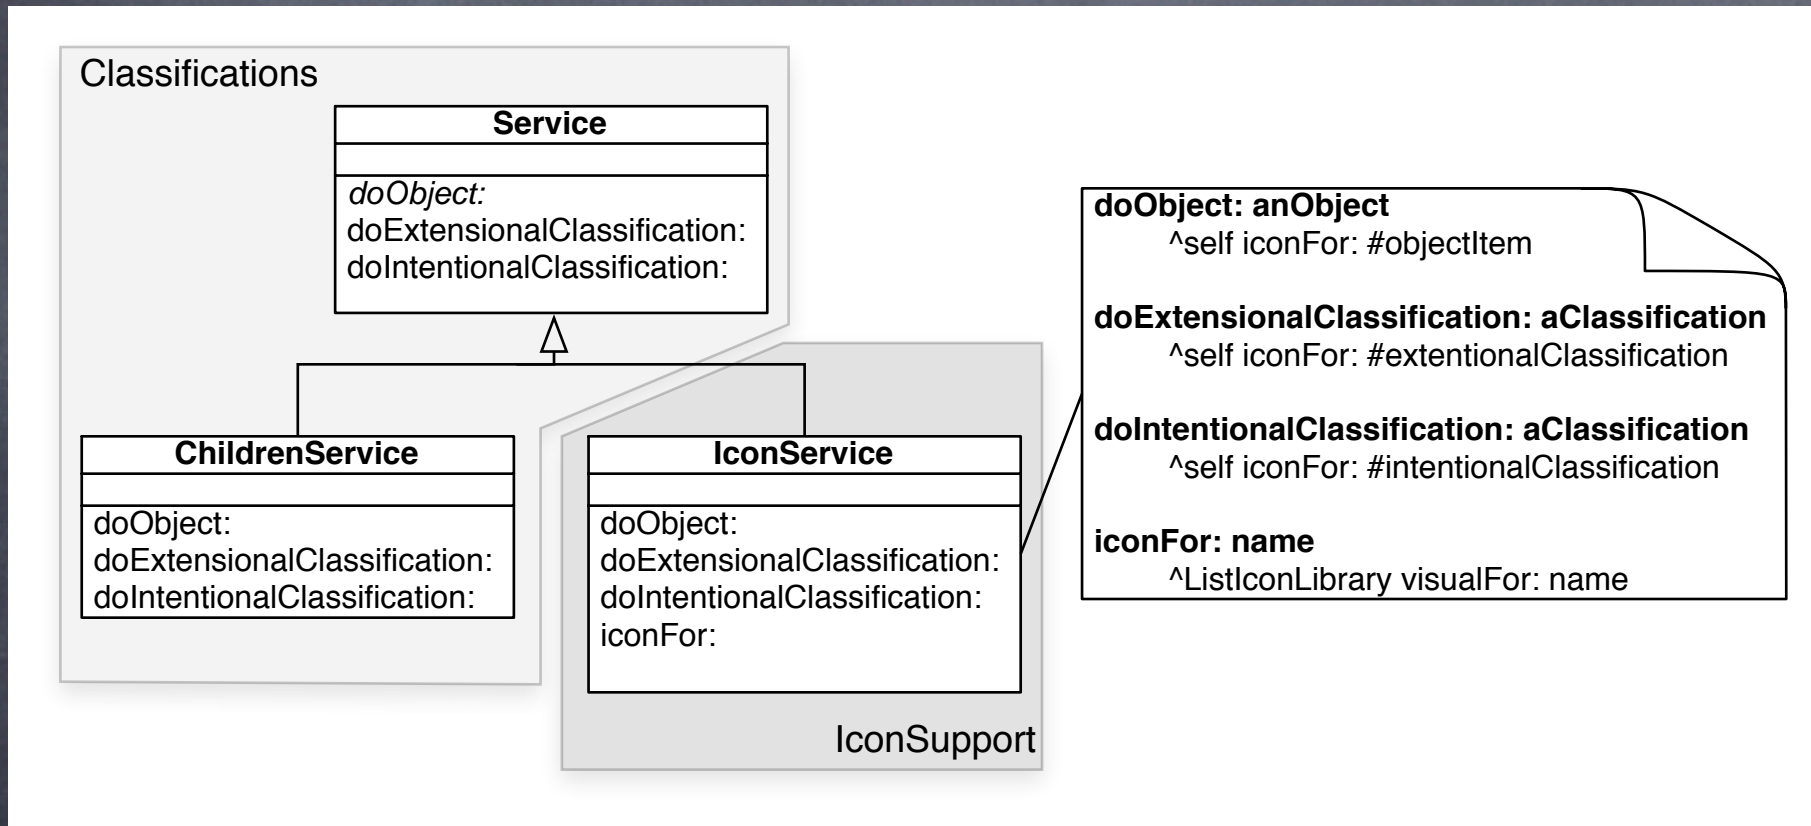 Classifications
Service
doObject:
doExtensionalClassification:
doIntentionalClassification:
ChildrenService
doObject:
doExtensionalClassification:
doIntentionalClassification:
IconService
doObject:
doExtensionalClassification:
doIntentionalClassification:
iconFor:
IconSupport
doObject: anObject
^self iconFor: #objectItem
doExtensionalClassification: aClassification
^self iconFor: #extentionalClassification
doIntentionalClassification: aClassification
^self iconFor: #intentionalClassification
iconFor: name
^ListIconLibrary visualFor: name